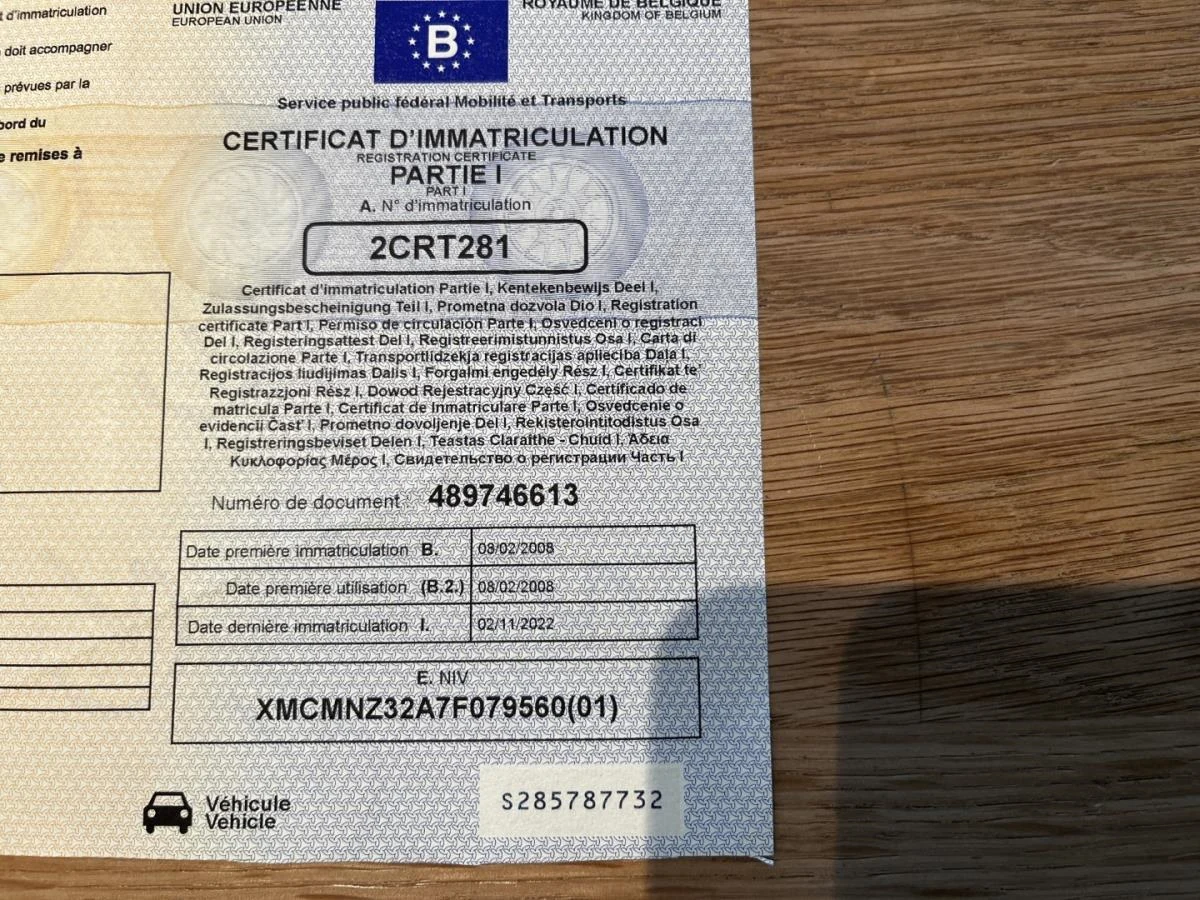 t d'immatriculation
doit accompagner
prévues par la
bord du
e remises à
UNION EUROPÉENNE
EUROPEAN UNION
B
ROYAUME DE BELGIQUE
KINGDOM OF BELGIUM
Service public fédéral Mobilité et Transports
CERTIFICAT D'IMMATRICULATION
REGISTRATION CERTIFICATE
PARTIE I
PART I
A. N° d'immatriculation
2CRT281
Certificat d'immatriculation Partie I, Kentekenbewijs Deel I,
Zulassungsbescheinigung Teil I, Prometna dozvola Dio I, Registration
certificate Part I, Permiso de circulación Parte I, Osvedceni o registraci
Del I, Registeringsattest Del I, Registreerimistunnistus Osa I, Carta di
circolazione Parte I, Transportlidzekja registracijas aplieciba Dala I,
Registracijos liudijimas Dalis I, Forgalmi engedély Rész I, Certifikat te'
Registrazzjoni Rész I, Dowod Rejestracyjny Część I, Certificado de
matricula Parte I, Certificat de Inmatriculare Parte I, Osvedcenie o
evidencii Cast' I, Prometno dovoljenje Del I, Rekisterointitodistus Osa
I, Registreringsbeviset Delen I, Teastas Claraithe - Chuid I, Άδεια
Κυκλοφορίας Μέρος I, Свидетельство о регистрации Часть I
Numéro de document : 489746613
Date première immatriculation B. 08/02/2008
Date première utilisation (B.2.) 08/02/2008
Date dernière immatriculation I. 02/11/2022
E. NIV
XMCMNZ32A7F079560(01)
Véhicule
Vehicle
S285787732